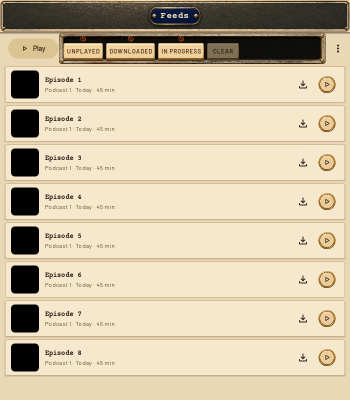 Feeds
Play
UNPLAYED DOWNLOADED IN PROGRESS CLEAR
Episode 1
Podcast 1 · Today · 45 min
Episode 2
Podcast 1 · Today · 45 min
Episode 3
Podcast 1 · Today · 45 min
Episode 4
Podcast 1 · Today · 45 min
Episode 5
Podcast 1 · Today · 45 min
Episode 6
Podcast 1 · Today · 45 min
Episode 7
Podcast 1 · Today · 45 min
Episode 8
Podcast 1 · Today · 45 min